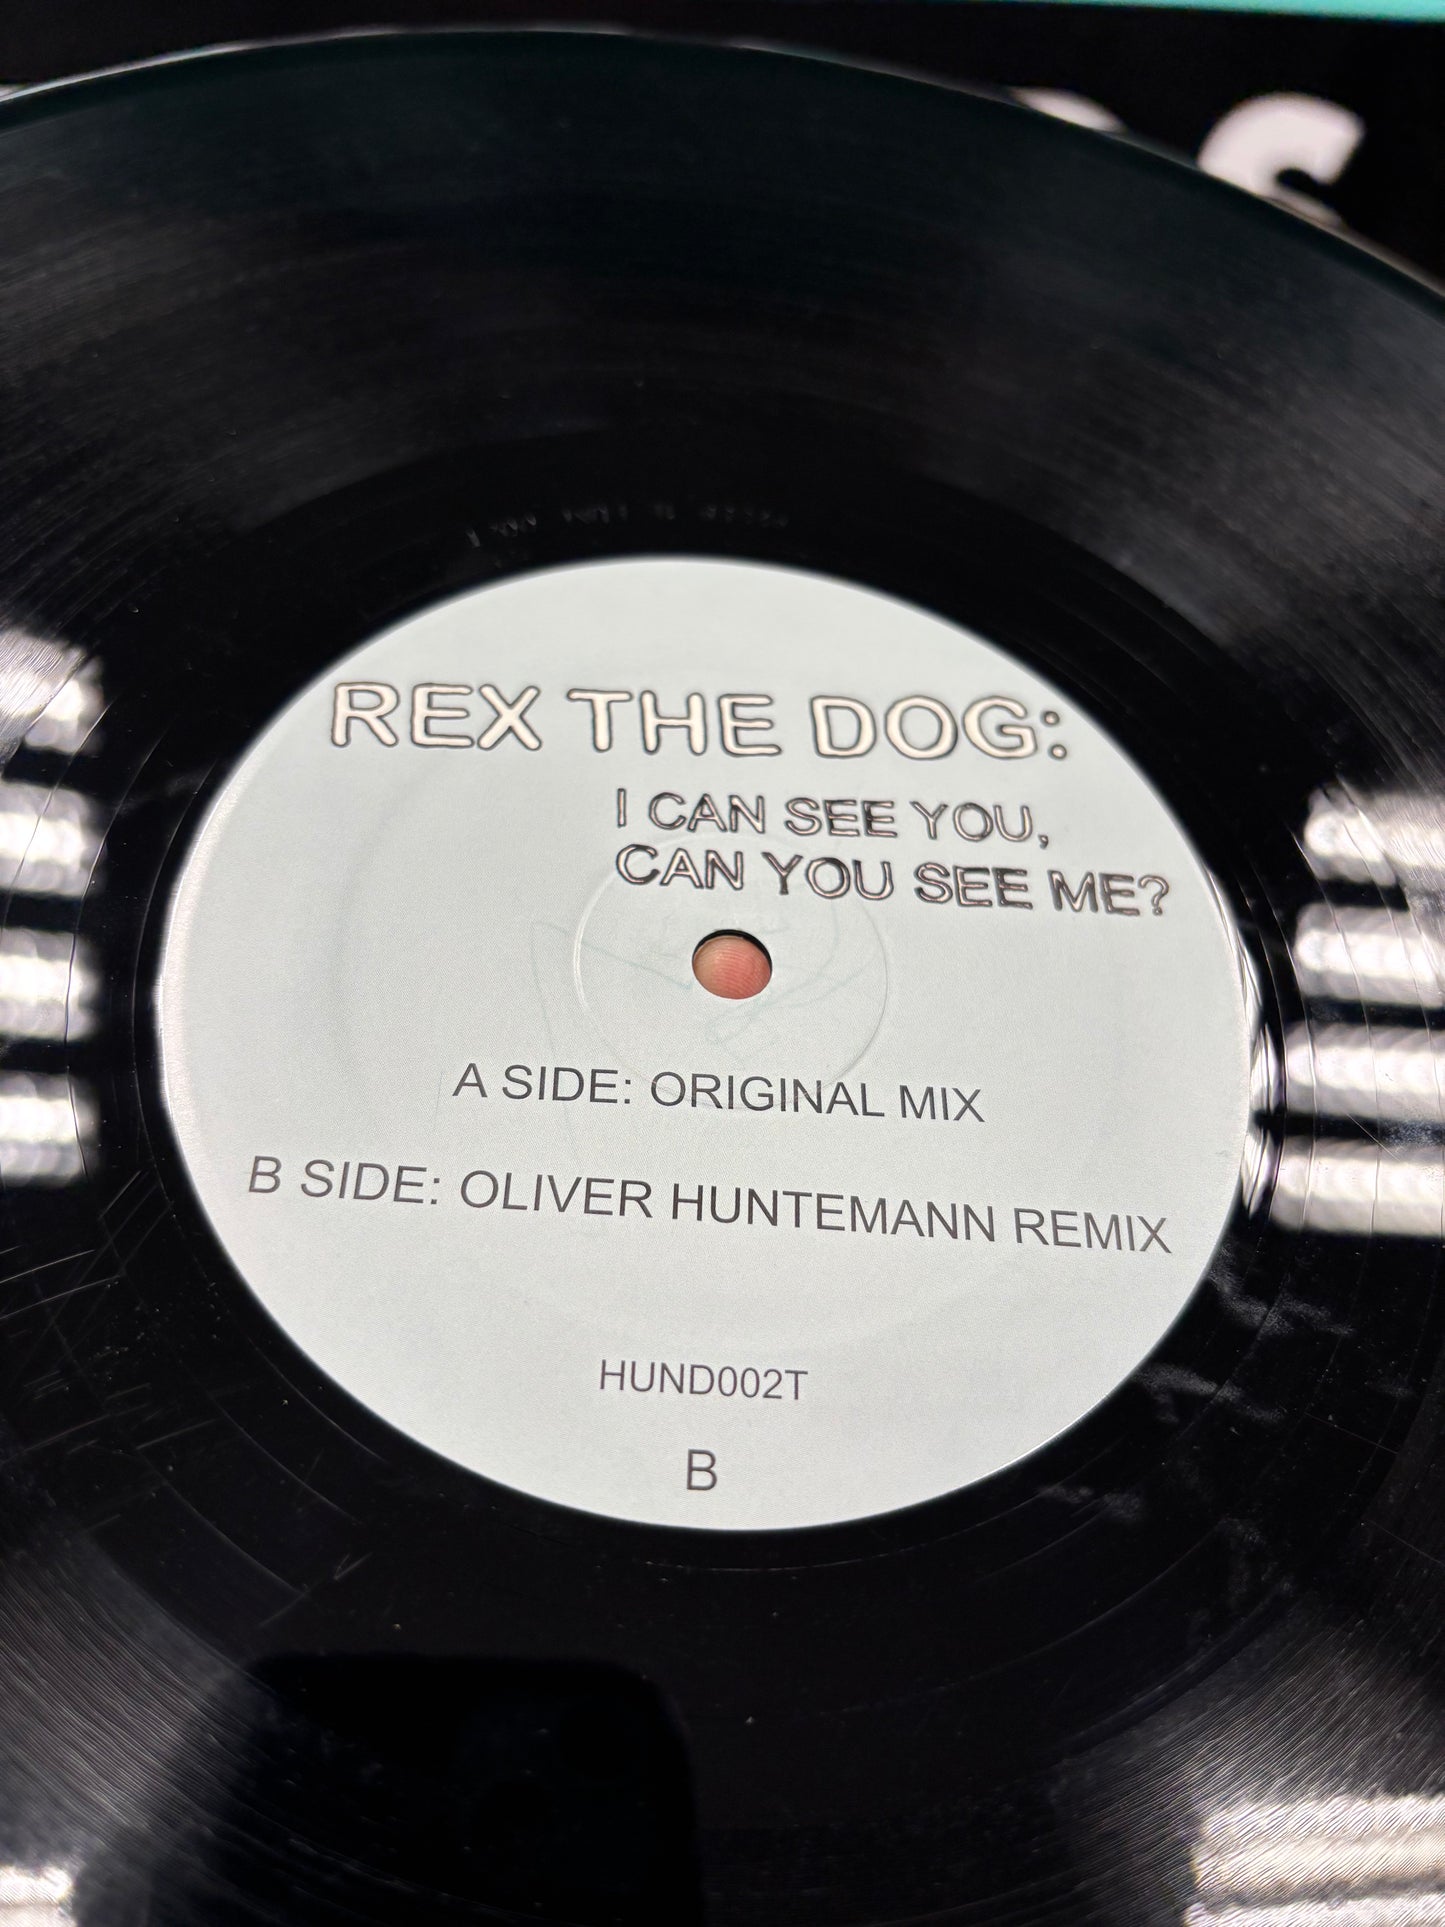 REX THE DOG:
I CAN SEE YOU,
CAN YOU SEE ME?
A SIDE: ORIGINAL MIX
B SIDE: OLIVER HUNTEMANN REMIX
HUND002T
B